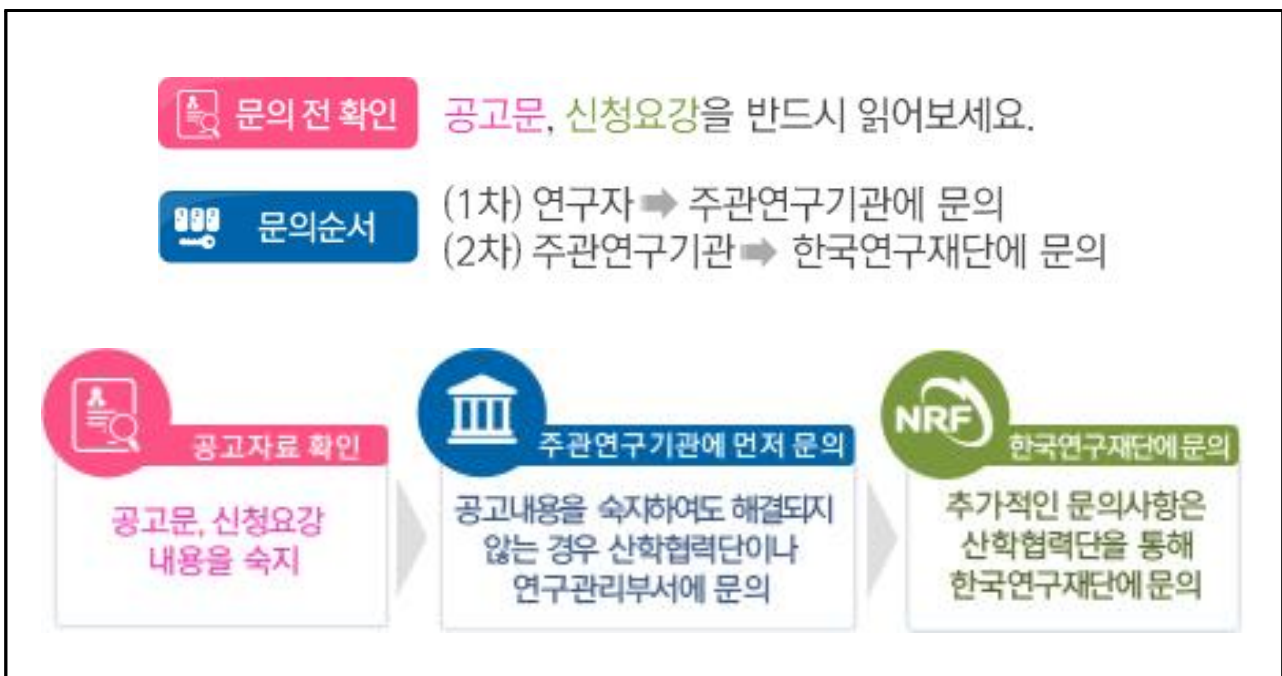 문의 전 확인
공고문, 신청요강을 반드시 읽어보세요.
문의순서
(1차) 연구자 ➡ 주관연구기관에 문의
(2차) 주관연구기관 ➡ 한국연구재단에 문의
공고자료 확인
공고문, 신청요강
내용을 숙지
주관연구기관에 먼저 문의
공고내용을 숙지하여도 해결되지
않는 경우 산학협력단이나
연구관리부서에 문의
NRF
한국연구재단에 문의
추가적인 문의사항은
산학협력단을 통해
한국연구재단에 문의